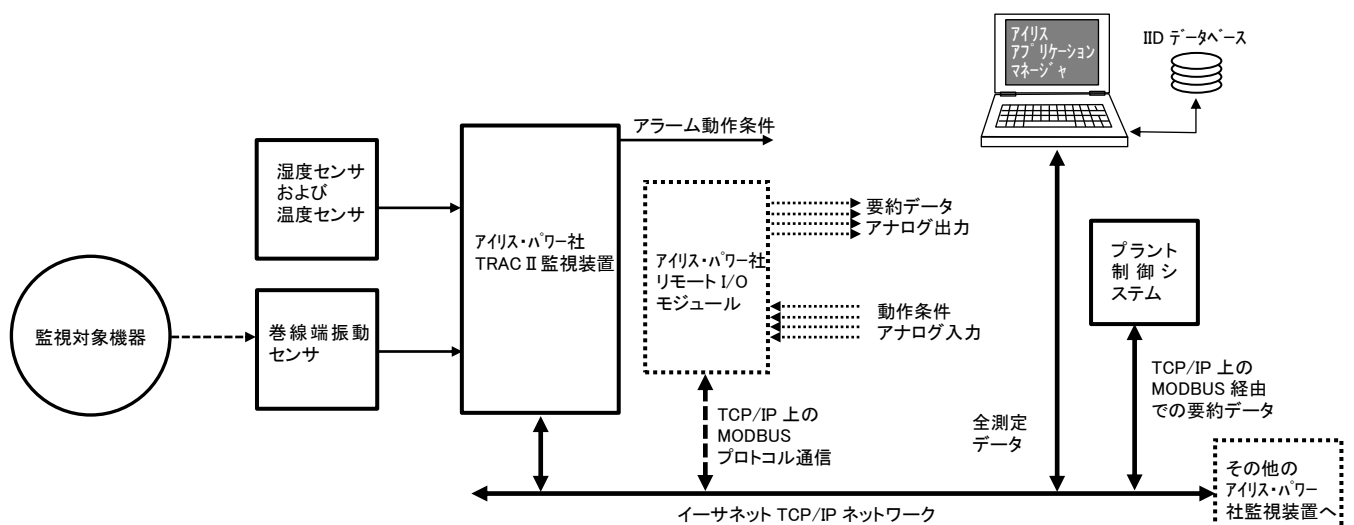 アイリス
アプリケーション
マネージャ
IID データベース
アラーム動作条件
湿度センサ
および
温度センサ
アイリス・パワー社
TRAC II 監視装置
要約データ
アナログ出力
アイリス・パワー社
リモート I/O
モジュール
動作条件
アナログ入力
プラント
制御シ
ステム
監視対象機器
巻線端振動
センサ
TCP/IP 上の
MODBUS
プロトコル通信
全測定
データ
TCP/IP 上の
MODBUS 経由
での要約データ
その他の
アイリス・パワー
社監視装置へ
イーサネット TCP/IP ネットワーク